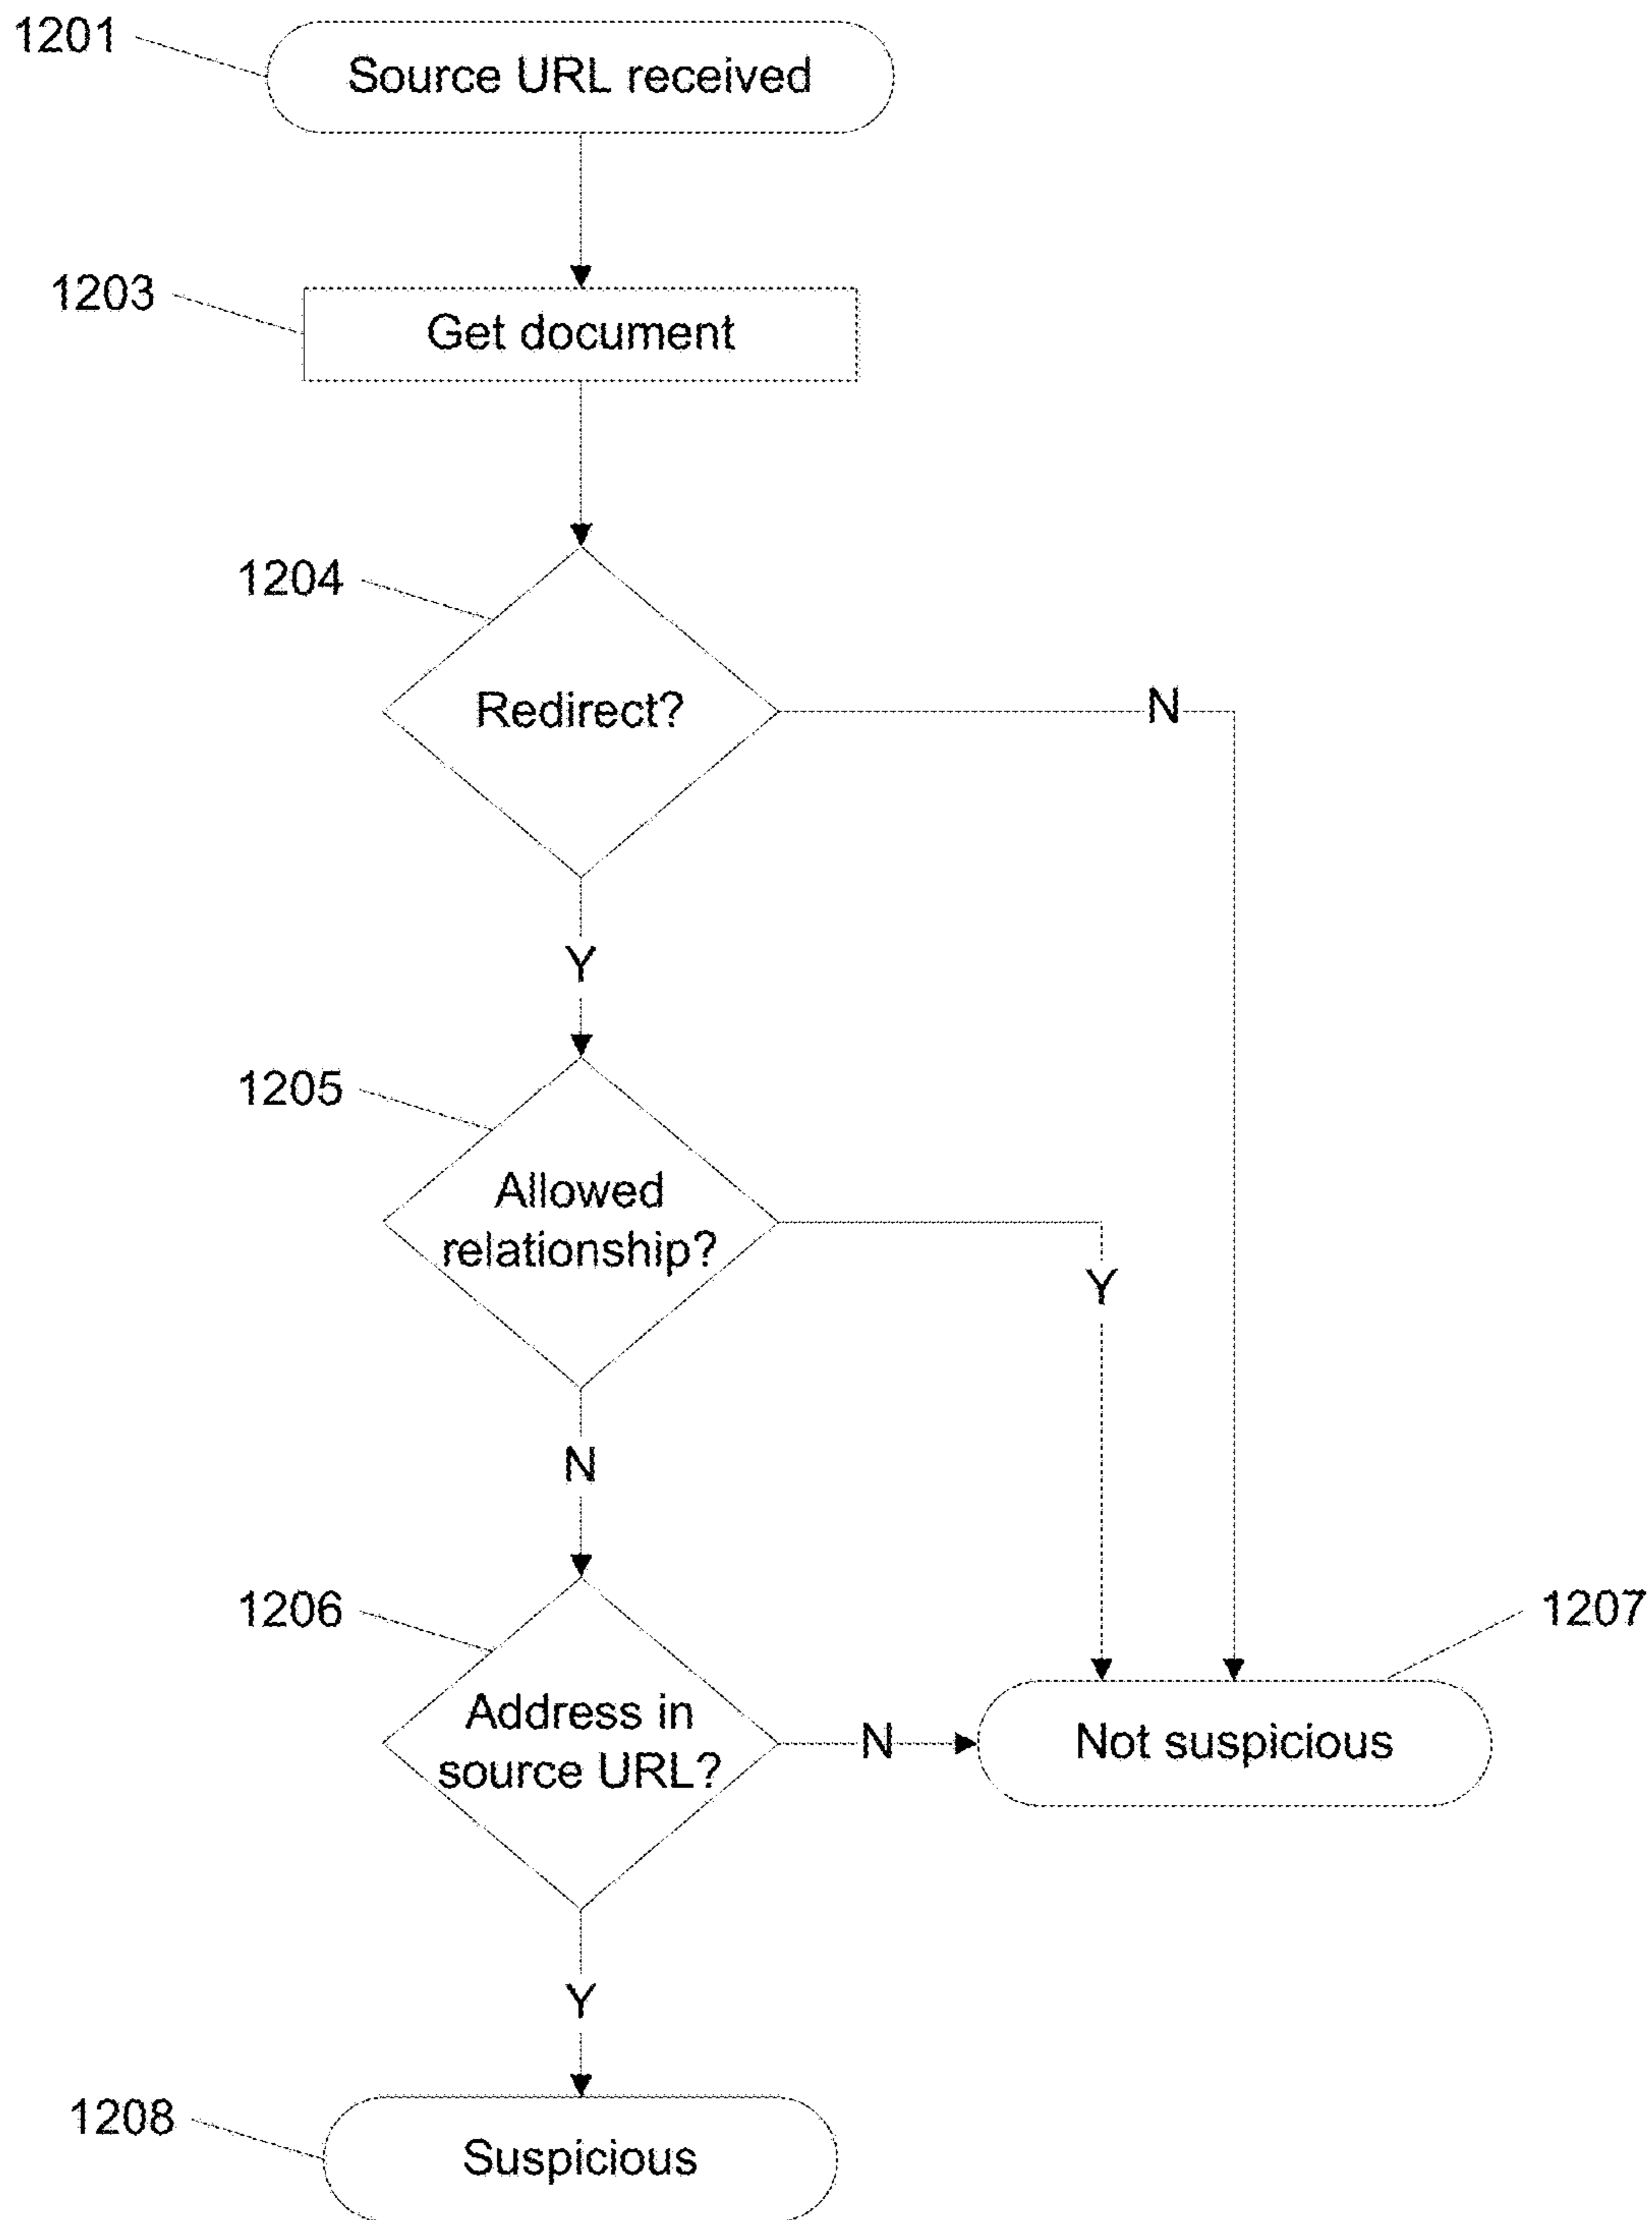 1201
Source URL received
1203
Get document
1204
Redirect?
N
Y
1205
Allowed
relationship?
Y
N
1206
1207
Address in
source URL?
N
Not suspicious
Y
1208
Suspicious